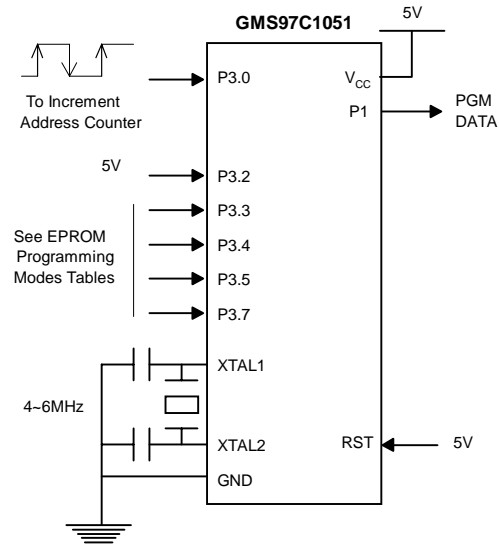 GMS97C1051
5V
P3.0
VCC
To Increment
Address Counter
P1
PGM
DATA
5V
P3.2
P3.3
See EPROM
Programming
Modes Tables
P3.4
P3.5
P3.7
XTAL1
4~6MHz
XTAL2
RST
5V
GND